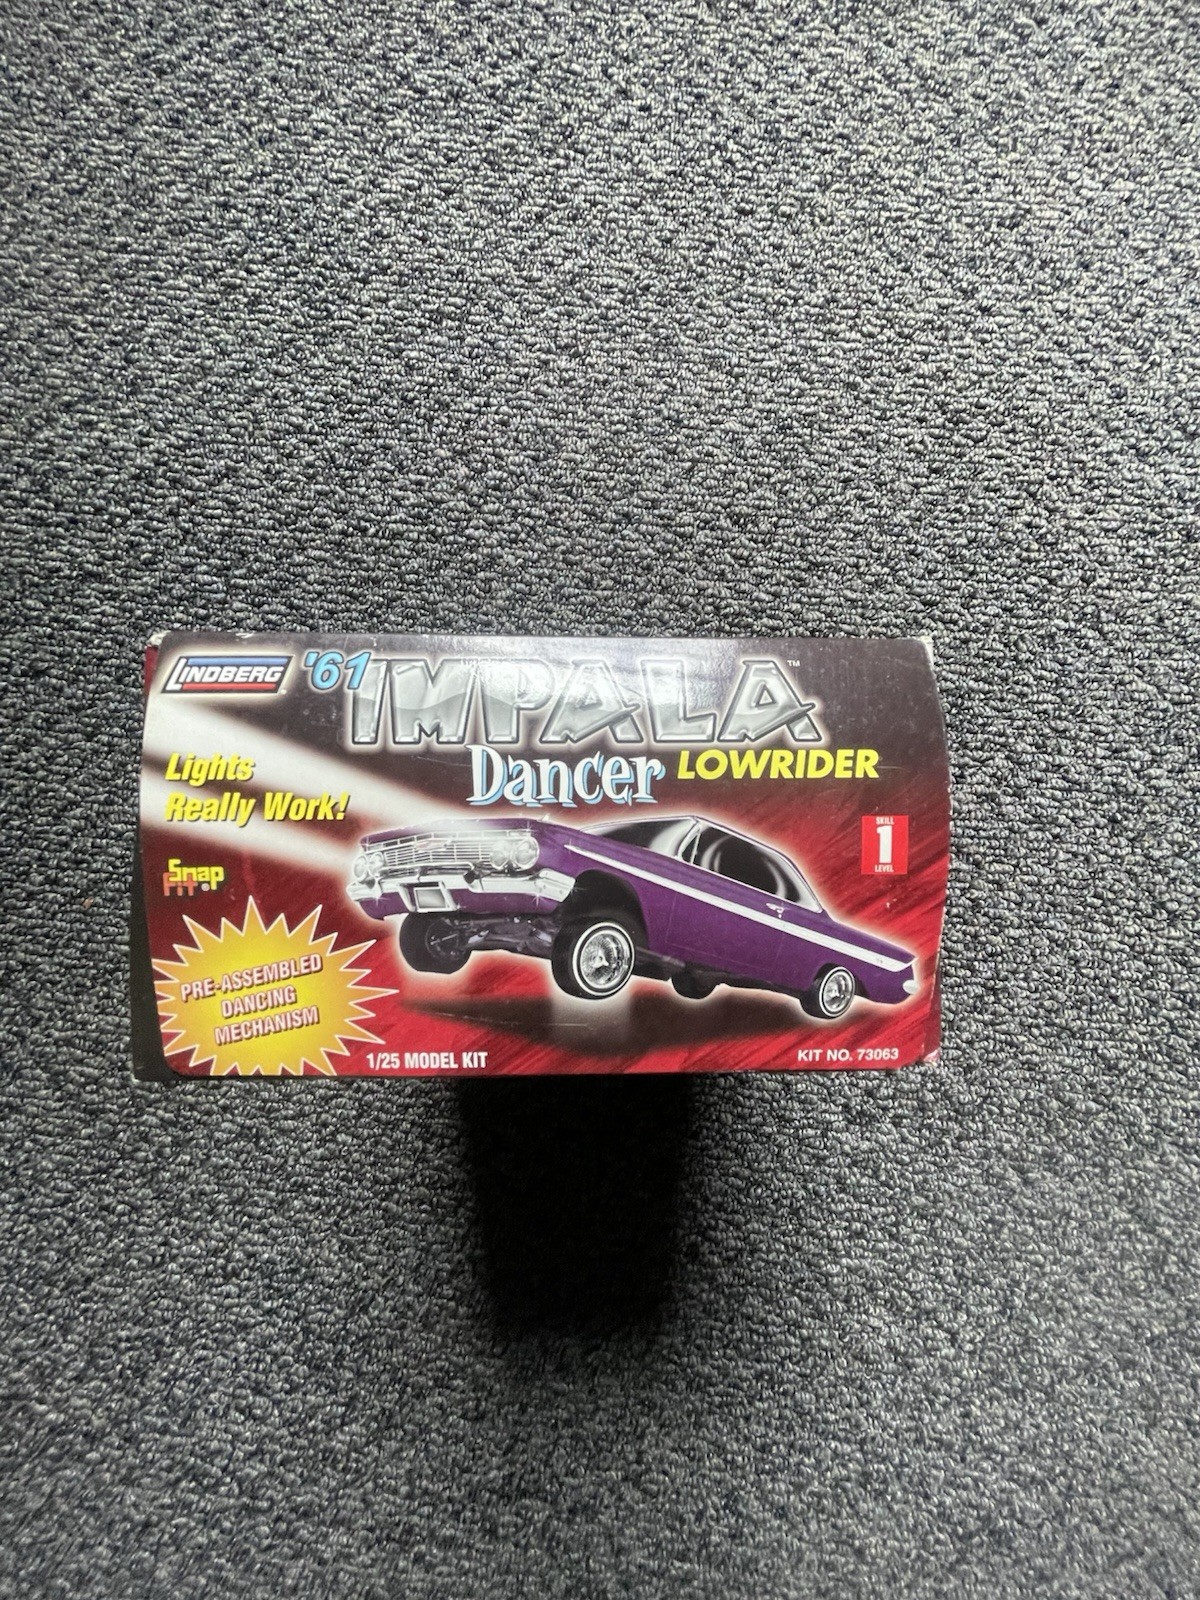 LINDBERG
'61 IMPALA™
Dancer LOWRIDER
Lights
Really Work!
SKILL
1
LEVEL
Snap
FIT®
PRE-ASSEMBLED
DANCING
MECHANISM
1/25 MODEL KIT
KIT NO. 73063